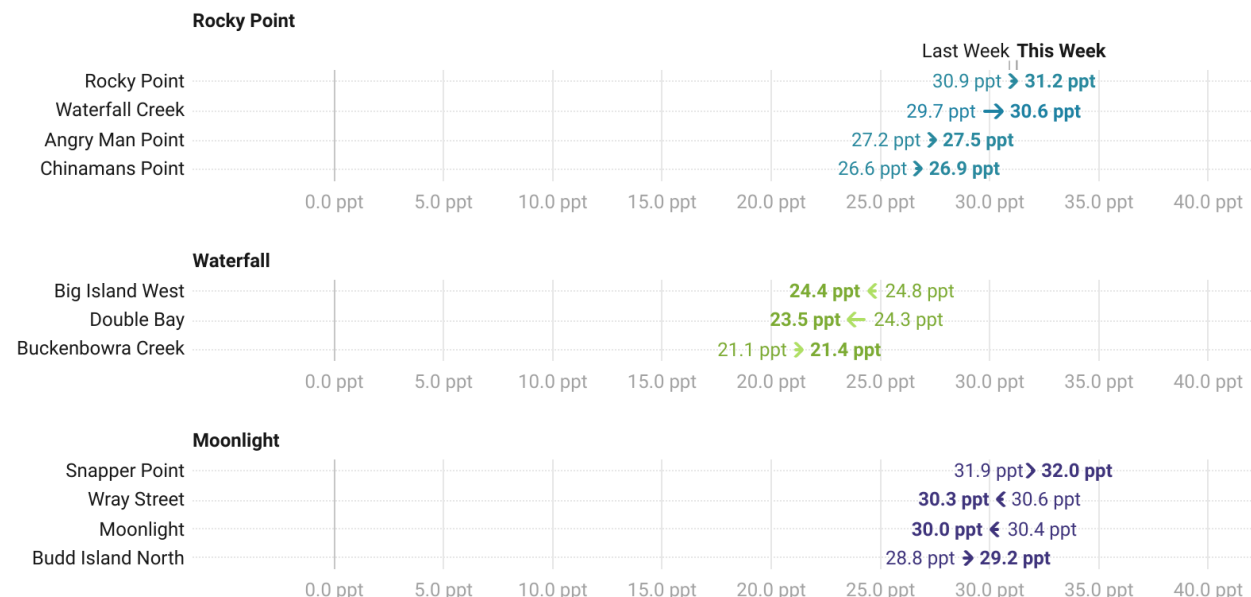 Rocky Point
Last Week This Week
Rocky Point 30.9 ppt 31.2 ppt
Waterfall Creek 29.7 ppt 30.6 ppt
Angry Man Point 27.2 ppt 27.5 ppt
Chinamans Point 26.6 ppt 26.9 ppt
0.0 ppt 5.0 ppt 10.0 ppt 15.0 ppt 20.0 ppt 25.0 ppt 30.0 ppt 35.0 ppt 40.0 ppt
Waterfall
Big Island West 24.4 ppt 24.8 ppt
Double Bay 23.5 ppt 24.3 ppt
Buckenbowra Creek 21.1 ppt 21.4 ppt
0.0 ppt 5.0 ppt 10.0 ppt 15.0 ppt 20.0 ppt 25.0 ppt 30.0 ppt 35.0 ppt 40.0 ppt
Moonlight
Snapper Point 31.9 ppt 32.0 ppt
Wray Street 30.3 ppt 30.6 ppt
Moonlight 30.0 ppt 30.4 ppt
Budd Island North 28.8 ppt 29.2 ppt
0.0 ppt 5.0 ppt 10.0 ppt 15.0 ppt 20.0 ppt 25.0 ppt 30.0 ppt 35.0 ppt 40.0 ppt